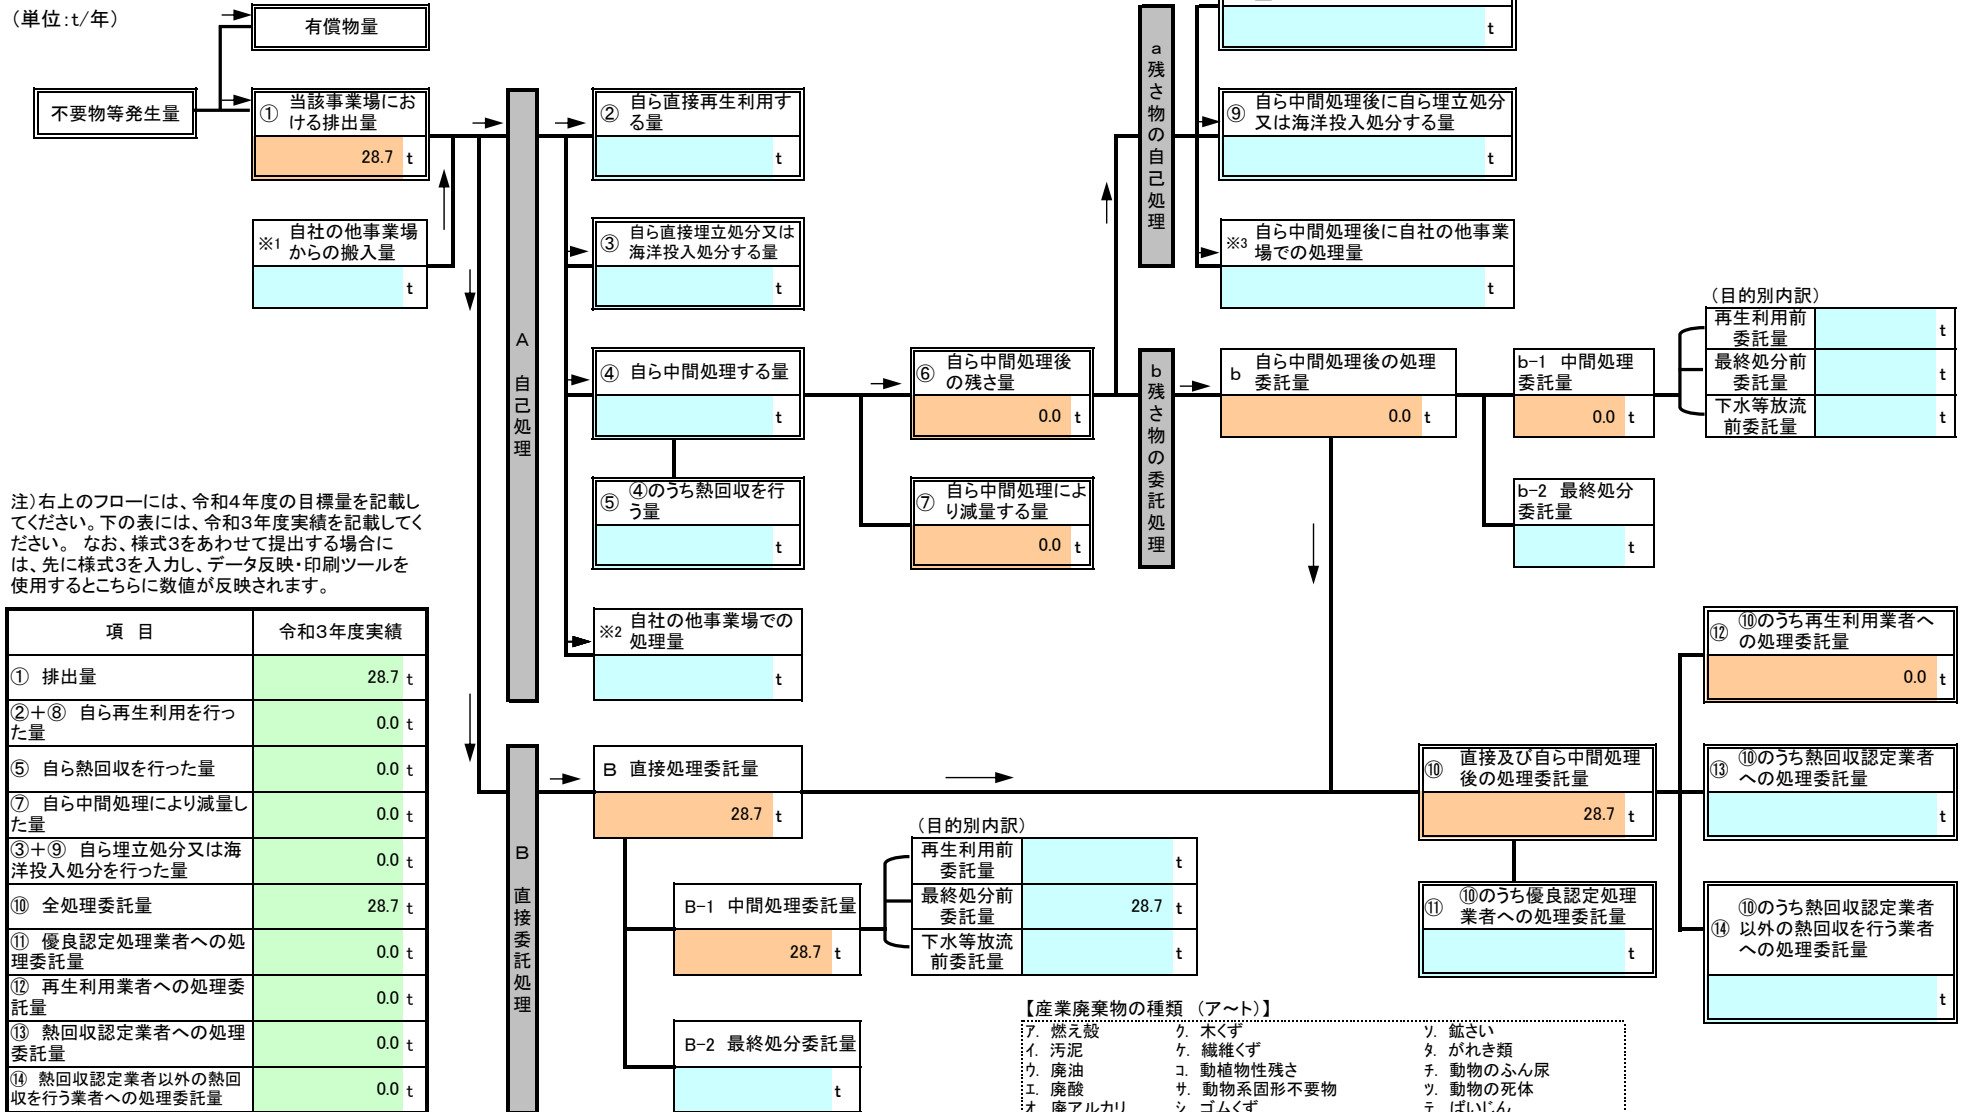 （単位:ｔ/年）
有償物量
不要物等発生量
① 当該事業場にお
ける排出量
28.7 t
※1 自社の他事業場
からの搬入量
t
A
自
己
処
理
② 自ら直接再生利用す
る量
t
③ 自ら直接埋立処分又は
海洋投入処分する量
t
④ 自ら中間処理する量
t
⑤ ④のうち熱回収を行
う量
t
※2 自社の他事業場での
処理量
t
⑥ 自ら中間処理後
の残さ量
0.0 t
⑦ 自ら中間処理によ
り減量する量
0.0 t
a
残
さ
物
の
自
己
処
理
t
⑨ 自ら中間処理後に自ら埋立処分
又は海洋投入処分する量
t
※3 自ら中間処理後に自社の他事業
場での処理量
t
b
残
さ
物
の
委
託
処
理
b 自ら中間処理後の処理
委託量
0.0 t
b-1 中間処理
委託量
0.0 t
b-2 最終処分
委託量
t
（目的別内訳）
再生利用前
委託量
t
最終処分前
委託量
t
下水等放流
前委託量
t
注）右上のフローには、令和４年度の目標量を記載し
てください。下の表には、令和３年度実績を記載してく
ださい。 なお、様式３をあわせて提出する場合に
は、先に様式３を入力し、データ反映・印刷ツールを
使用するとこちらに数値が反映されます。
項　目 令和３年度実績
① 排出量 28.7 t
②＋⑧ 自ら再生利用を行っ
た量 0.0 t
⑤ 自ら熱回収を行った量 0.0 t
⑦ 自ら中間処理により減量し
た量 0.0 t
③＋⑨ 自ら埋立処分又は海
洋投入処分を行った量 0.0 t
⑩ 全処理委託量 28.7 t
⑪ 優良認定処理業者への処
理委託量 0.0 t
⑫ 再生利用業者への処理委
託量 0.0 t
⑬ 熱回収認定業者への処理
委託量 0.0 t
⑭ 熱回収認定業者以外の熱回
収を行う業者への処理委託量 0.0 t
B
直
接
委
託
処
理
B 直接処理委託量
28.7 t
B-1 中間処理委託量
28.7 t
B-2 最終処分委託量
t
（目的別内訳）
再生利用前
委託量
t
最終処分前
委託量
28.7 t
下水等放流
前委託量
t
⑩ 直接及び自ら中間処理
後の処理委託量
28.7 t
⑪ ⑩のうち優良認定処理
業者への処理委託量
t
⑫ ⑩のうち再生利用業者へ
の処理委託量
0.0 t
⑬ ⑩のうち熱回収認定業者
への処理委託量
t
⑭ ⑩のうち熱回収認定業者
以外の熱回収を行う業者
への処理委託量
t
【産業廃棄物の種類 （ア～ト）】
ｱ. 燃え殻 ｸ. 木くず ｿ. 鉱さい
ｲ. 汚泥 ｹ. 繊維くず ﾀ. がれき類
ｳ. 廃油 ｺ. 動植物性残さ ﾁ. 動物のふん尿
ｴ. 廃酸 ｻ. 動物系固形不要物 ﾂ. 動物の死体
ｵ. 廃アルカリ ｼ. ゴムくず ﾃ. ばいじん